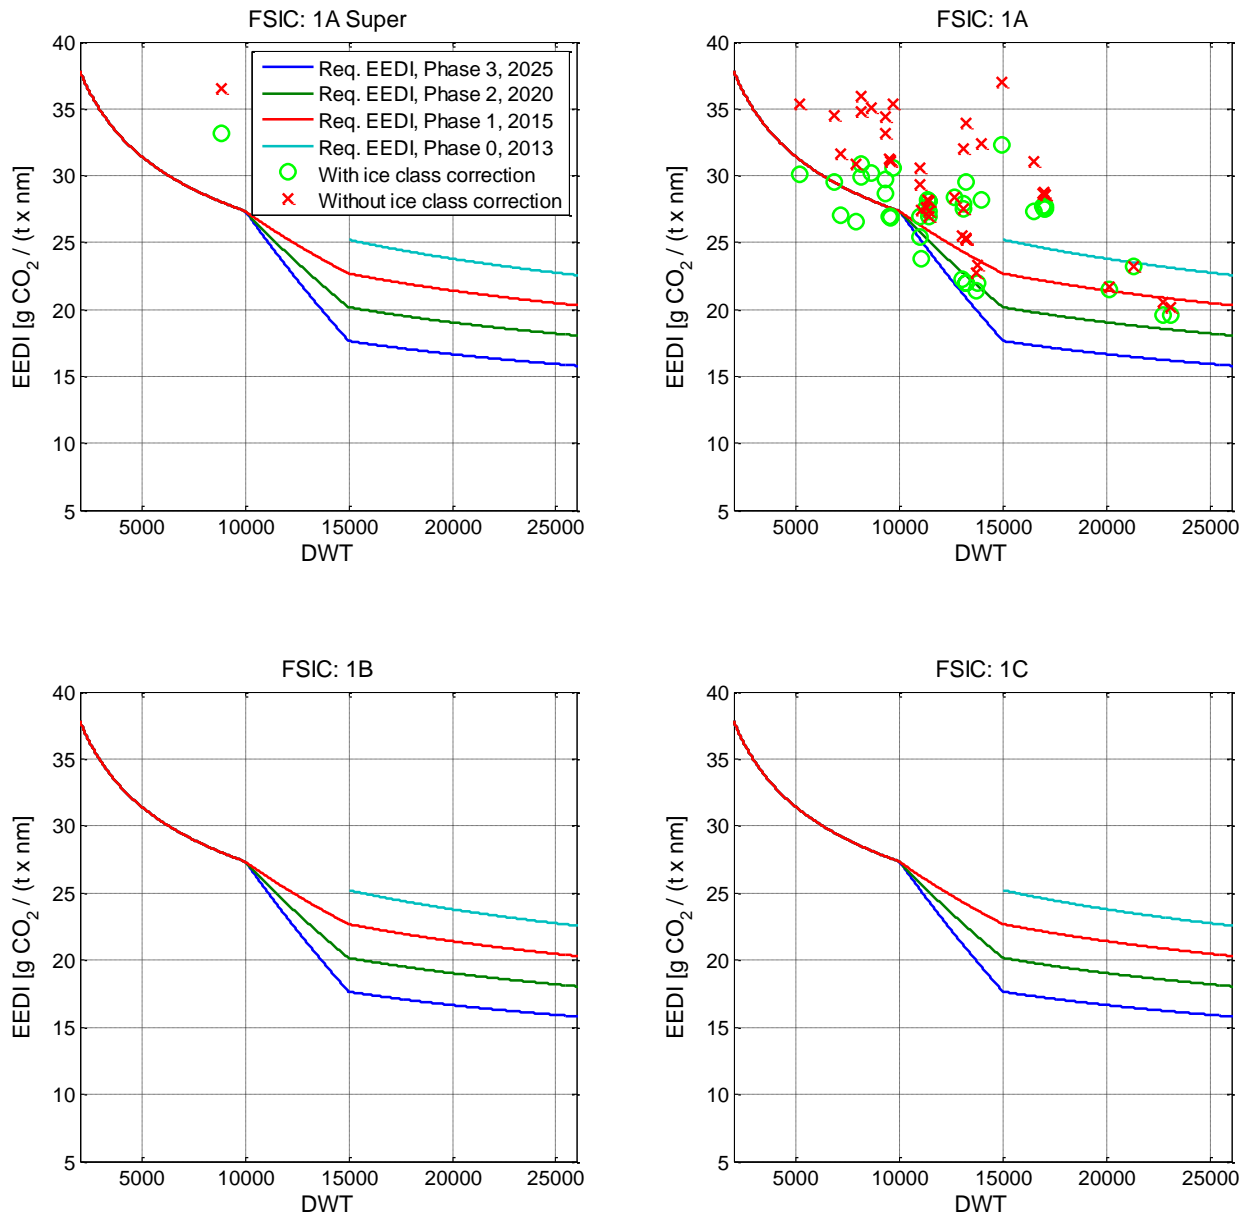 FSIC: 1A Super
40
35
30
25
20
15
10
5
EEDI [g CO2 / (t x nm]
Req. EEDI, Phase 3, 2025
Req. EEDI, Phase 2, 2020
Req. EEDI, Phase 1, 2015
Req. EEDI, Phase 0, 2013
With ice class correction
Without ice class correction
5000 10000 15000 20000 25000
DWT
FSIC: 1A
40
35
30
25
20
15
10
5
EEDI [g CO2 / (t x nm]
5000 10000 15000 20000 25000
DWT
FSIC: 1B
40
35
30
25
20
15
10
5
EEDI [g CO2 / (t x nm]
5000 10000 15000 20000 25000
DWT
FSIC: 1C
40
35
30
25
20
15
10
5
EEDI [g CO2 / (t x nm]
5000 10000 15000 20000 25000
DWT